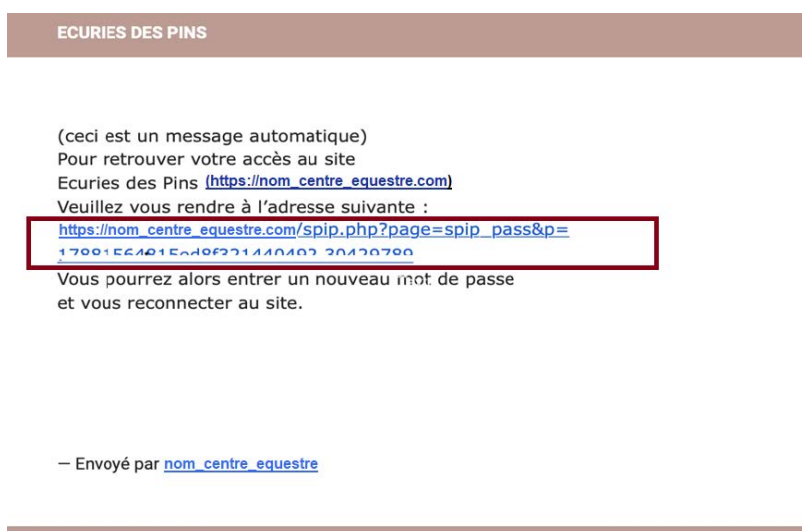 ECURIES DES PINS
(ceci est un message automatique)
Pour retrouver votre accès au site
Ecuries des Pins (https://nom_centre_equestre.com)
Veuillez vous rendre à l’adresse suivante :
https://nom_centre_equestre.com/spip.php?page=spip_pass&p=
Vous pourrez alors entrer un nouveau mot de passe
et vous reconnecter au site.
— Envoyé par nom_centre_equestre